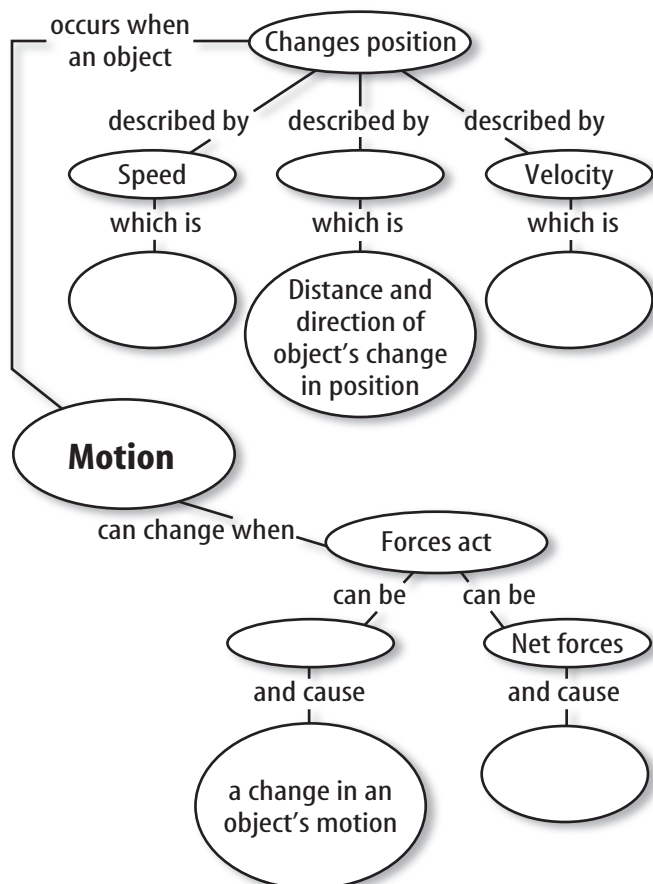 occurs when
an object
Changes position
described by
described by
described by
Speed
Velocity
which is
which is
which is
Distance and
direction of
object's change
in position
Motion
can change when
Forces act
can be
can be
Net forces
and cause
and cause
a change in an
object's motion